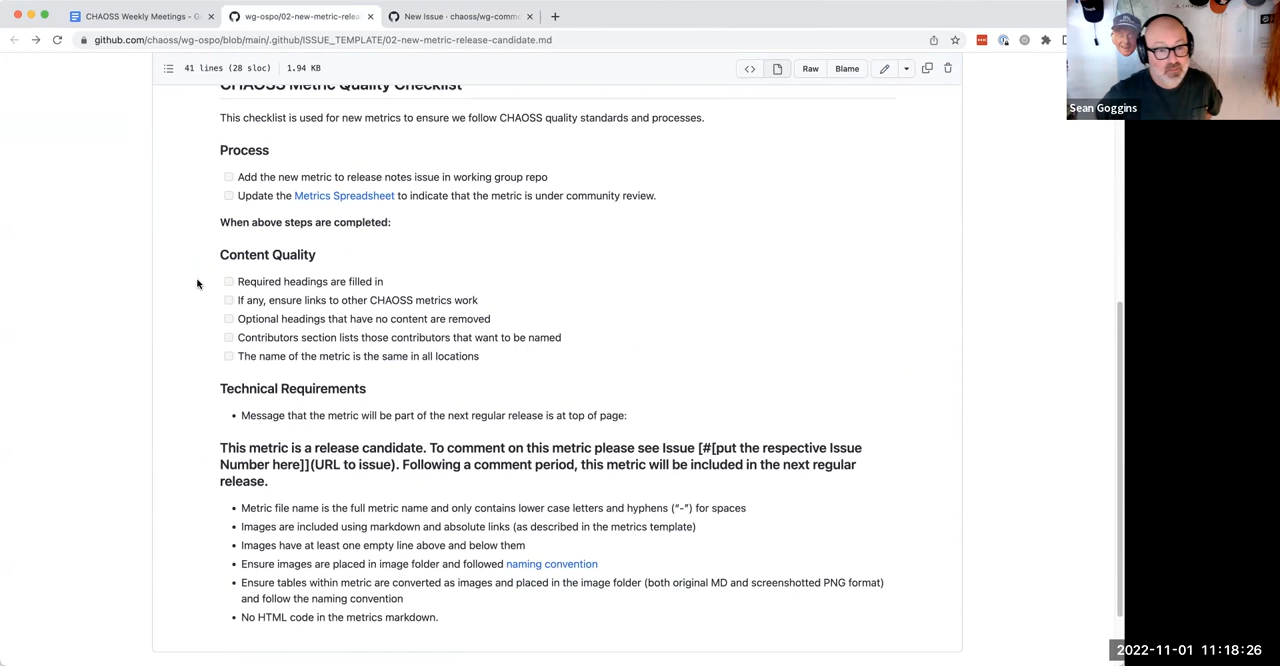 CHAOSS Weekly Meetings - G
wg-ospo/02-new-metric-relea
New Issue · chaoss/wg-comm
github.com/chaoss/wg-ospo/blob/main/.github/ISSUE_TEMPLATE/02-new-metric-release-candidate.md
41 lines (28 sloc) 1.94 KB
Raw Blame
CHAOSS Metric Quality Checklist
This checklist is used for new metrics to ensure we follow CHAOSS quality standards and processes.
Process
Add the new metric to release notes issue in working group repo
Update the Metrics Spreadsheet to indicate that the metric is under community review.
When above steps are completed:
Content Quality
Required headings are filled in
If any, ensure links to other CHAOSS metrics work
Optional headings that have no content are removed
Contributors section lists those contributors that want to be named
The name of the metric is the same in all locations
Technical Requirements
• Message that the metric will be part of the next regular release is at top of page:
This metric is a release candidate. To comment on this metric please see Issue [#[put the respective Issue
Number here]](URL to issue). Following a comment period, this metric will be included in the next regular
release.
• Metric file name is the full metric name and only contains lower case letters and hyphens (“-”) for spaces
• Images are included using markdown and absolute links (as described in the metrics template)
• Images have at least one empty line above and below them
• Ensure images are placed in image folder and followed naming convention
• Ensure tables within metric are converted as images and placed in the image folder (both original MD and screenshotted PNG format)
and follow the naming convention
• No HTML code in the metrics markdown.
Sean Goggins
2022-11-01 11:18:26